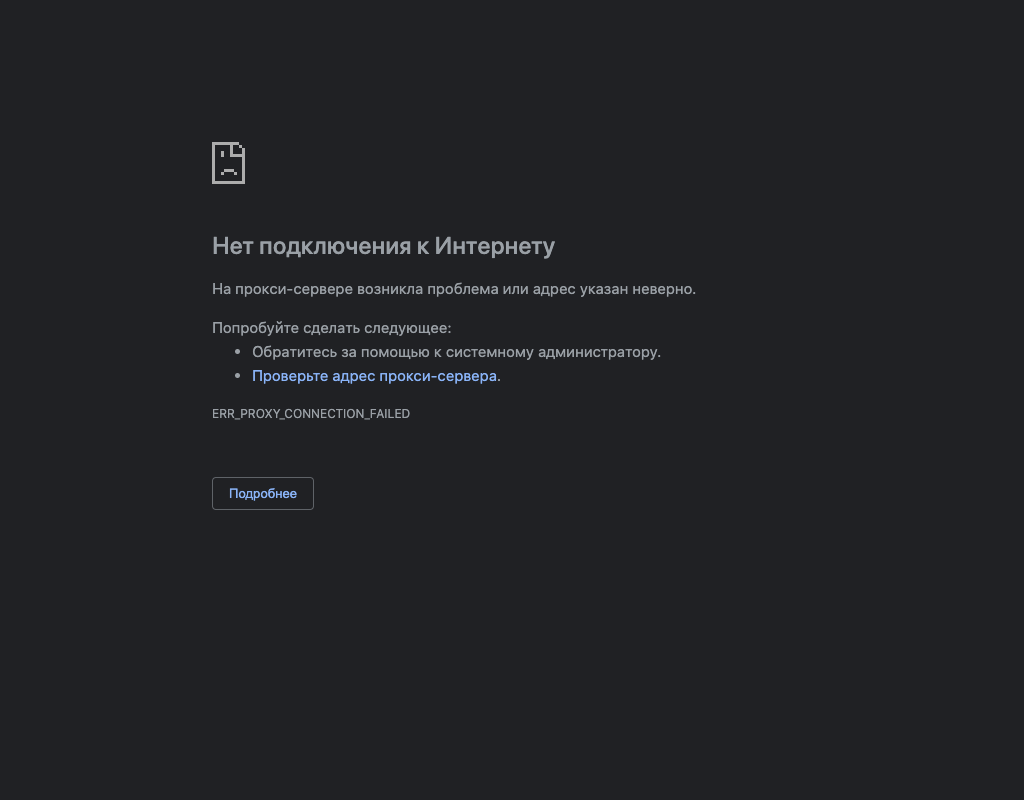 Нет подключения к Интернету
На прокси-сервере возникла проблема или адрес указан неверно.
Попробуйте сделать следующее:
• Обратитесь за помощью к системному администратору.
• Проверьте адрес прокси-сервера.
ERR_PROXY_CONNECTION_FAILED
Подробнее